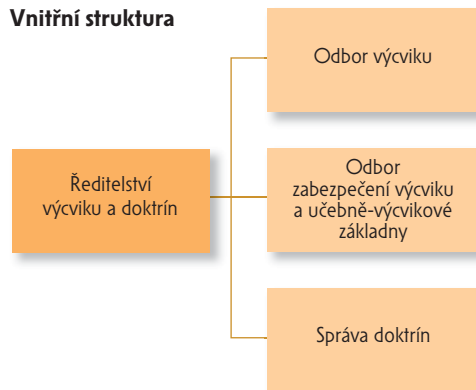 Vnitřní struktura
Odbor výcviku
Ředitelství
výcviku a doktrín
Odbor
zabezpečení výcviku
a učebně-výcvikové
základny
Správa doktrín